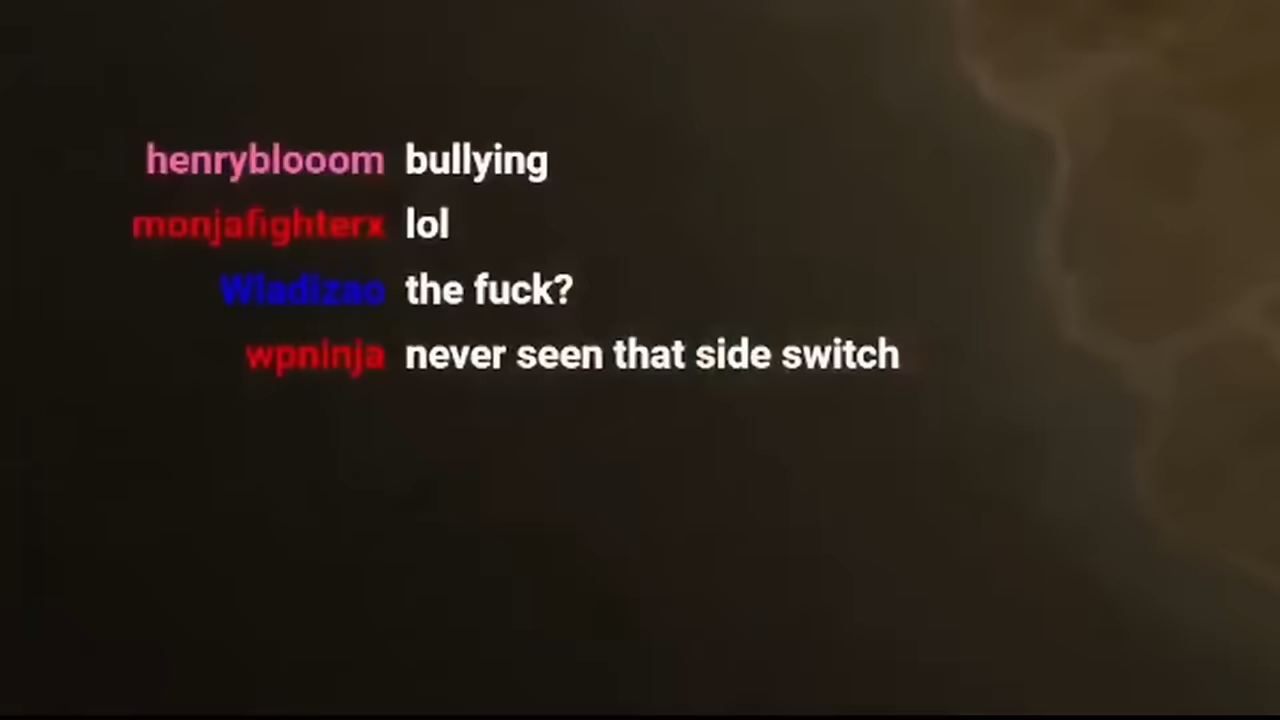 henryblooom bullying
monjafighterx lol
Wladizao the fuck?
wpninja never seen that side switch